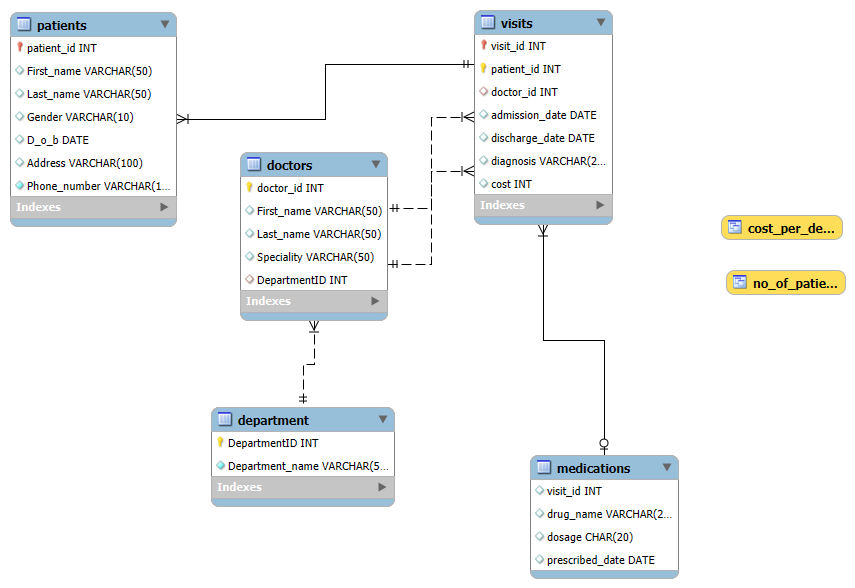 patients
patient_id INT
First_name VARCHAR(50)
Last_name VARCHAR(50)
Gender VARCHAR(10)
D_o_b DATE
Address VARCHAR(100)
Phone_number VARCHAR(1...
Indexes
visits
visit_id INT
patient_id INT
doctor_id INT
admission_date DATE
discharge_date DATE
diagnosis VARCHAR(2...
cost INT
Indexes
doctors
doctor_id INT
First_name VARCHAR(50)
Last_name VARCHAR(50)
Speciality VARCHAR(50)
DepartmentID INT
Indexes
cost_per_de...
no_of_patie...
department
DepartmentID INT
Department_name VARCHAR(5...
Indexes
medications
visit_id INT
drug_name VARCHAR(2...
dosage CHAR(20)
prescribed_date DATE